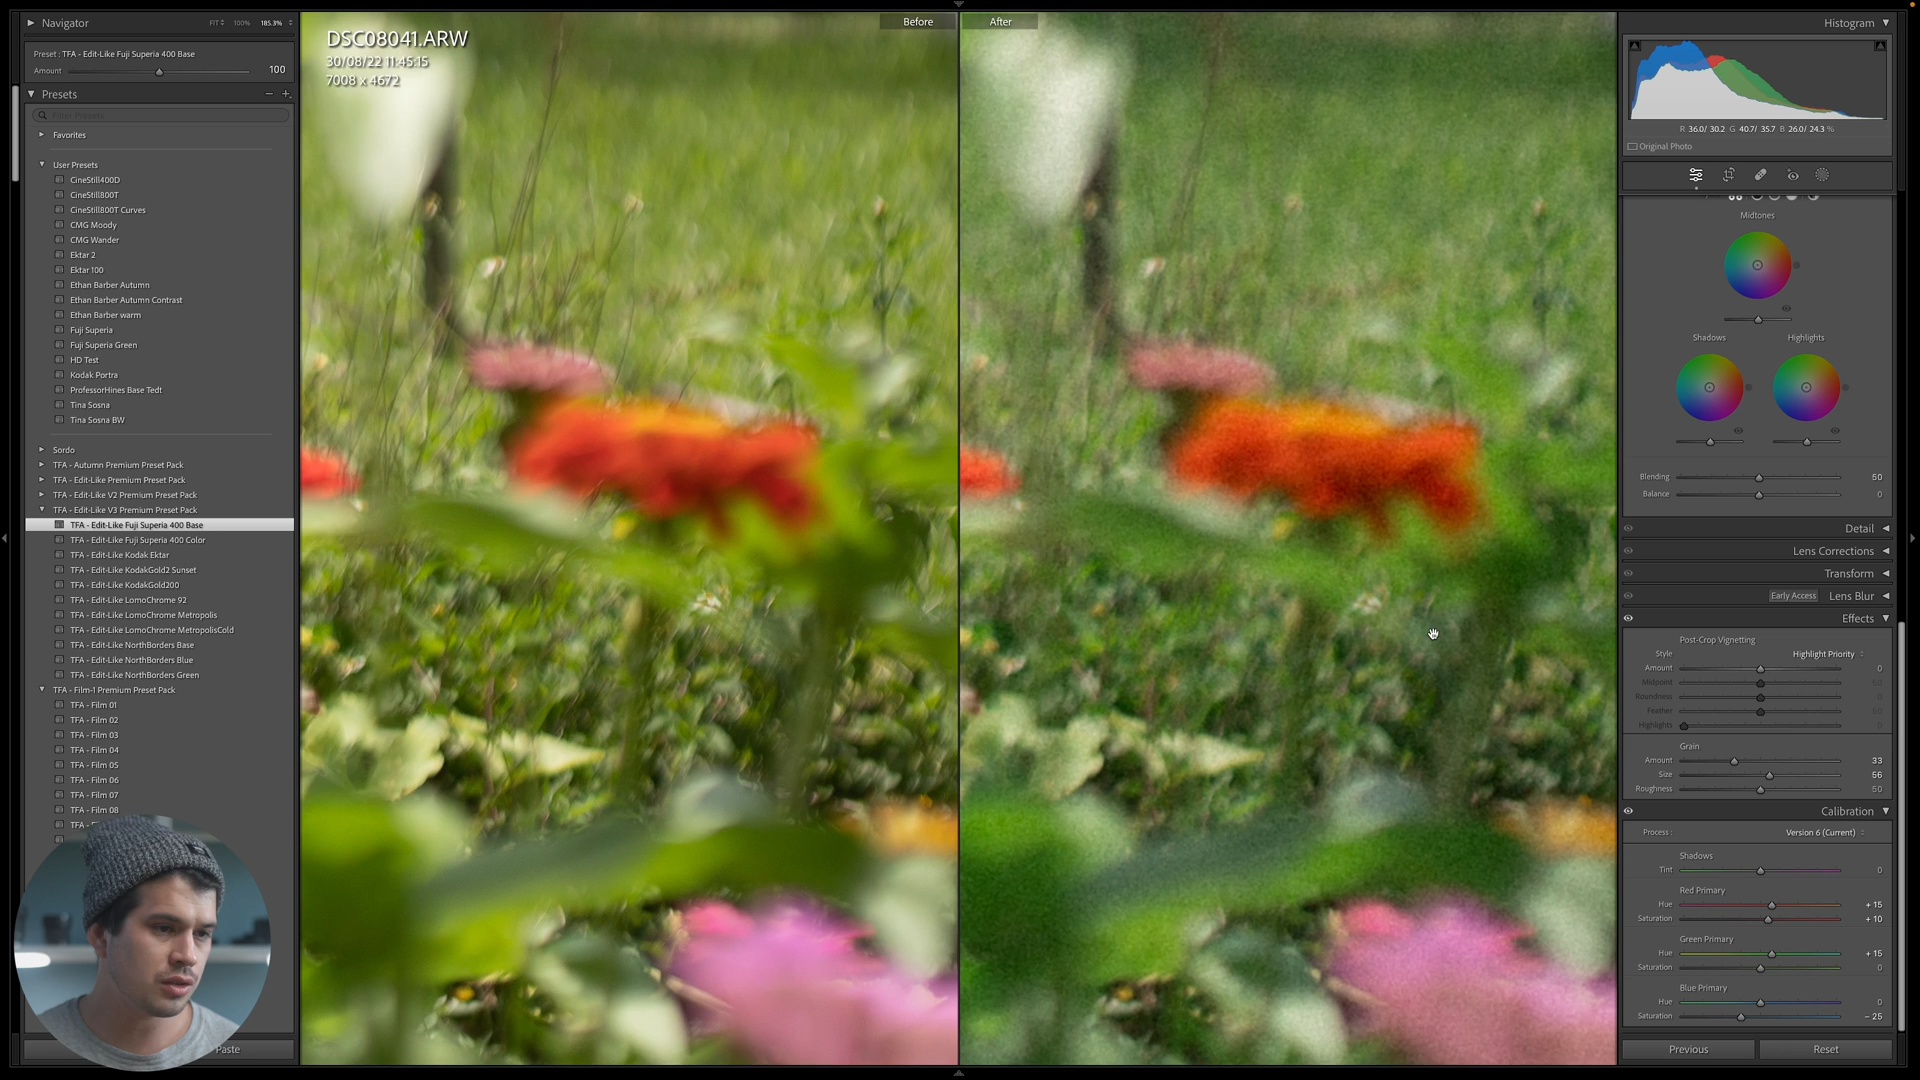 Navigator
FIT
100%
185.3%
Preset : TFA - Edit-Like Fuji Superia 400 Base
Amount 100
Presets
Filter Presets
Favorites
User Presets
CineStill400D
CineStill800T
CineStill800T Curves
CMG Moody
CMG Wander
Ektar 2
Ektar 100
Ethan Barber Autumn
Ethan Barber Autumn Contrast
Ethan Barber warm
Fuji Superia
Fuji Superia Green
HD Test
Kodak Portra
ProfessorHines Base Tedt
Tina Sosna
Tina Sosna BW
Sordo
TFA - Autumn Premium Preset Pack
TFA - Edit-Like Premium Preset Pack
TFA - Edit-Like V2 Premium Preset Pack
TFA - Edit-Like V3 Premium Preset Pack
TFA - Edit-Like Fuji Superia 400 Base
TFA - Edit-Like Fuji Superia 400 Color
TFA - Edit-Like Kodak Ektar
TFA - Edit-Like KodakGold2 Sunset
TFA - Edit-Like KodakGold200
TFA - Edit-Like LomoChrome 92
TFA - Edit-Like LomoChrome Metropolis
TFA - Edit-Like LomoChrome MetropolisCold
TFA - Edit-Like NorthBorders Base
TFA - Edit-Like NorthBorders Blue
TFA - Edit-Like NorthBorders Green
TFA - Film-1 Premium Preset Pack
TFA - Film 01
TFA - Film 02
TFA - Film 03
TFA - Film 04
TFA - Film 05
TFA - Film 06
TFA - Film 07
TFA - Film 08
TFA -
Paste
Before
DSC08041.ARW
30/08/22 11:45:15
7008 x 4672
After
Histogram
R 36.0/ 30.2 G 40.7/ 35.7 B 26.0/ 24.3 %
Original Photo
Midtones
Shadows Highlights
Blending 50
Balance 0
Detail
Lens Corrections
Transform
Early Access Lens Blur
Effects
Post-Crop Vignetting
Style Highlight Priority
Amount 0
Midpoint 50
Roundness 0
Feather 50
Highlights 0
Grain
Amount 33
Size 56
Roughness 50
Calibration
Process : Version 6 (Current)
Shadows
Tint 0
Red Primary
Hue + 15
Saturation + 10
Green Primary
Hue + 15
Saturation 0
Blue Primary
Hue 0
Saturation − 25
Previous Reset